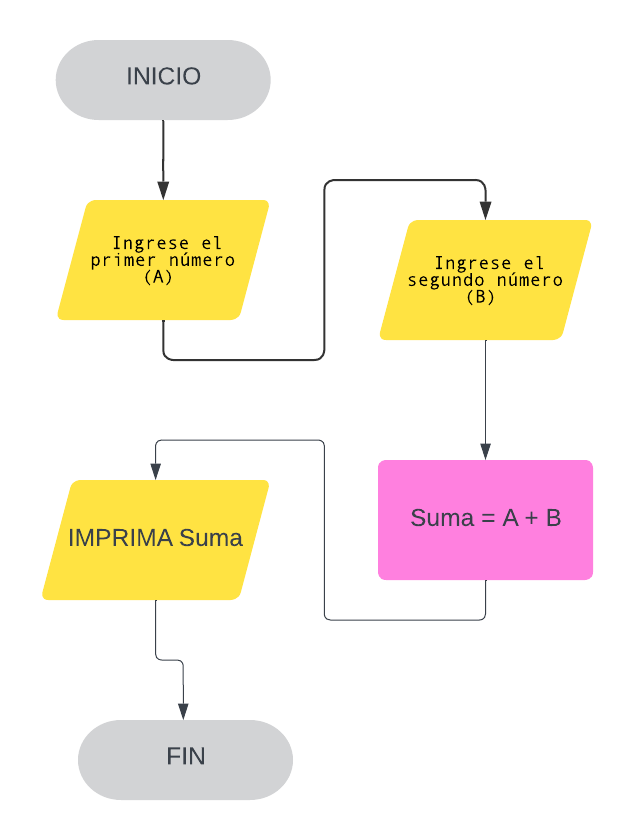 INICIO
Ingrese el
primer número
(A)
Ingrese el
segundo número
(B)
Suma = A + B
IMPRIMA Suma
FIN